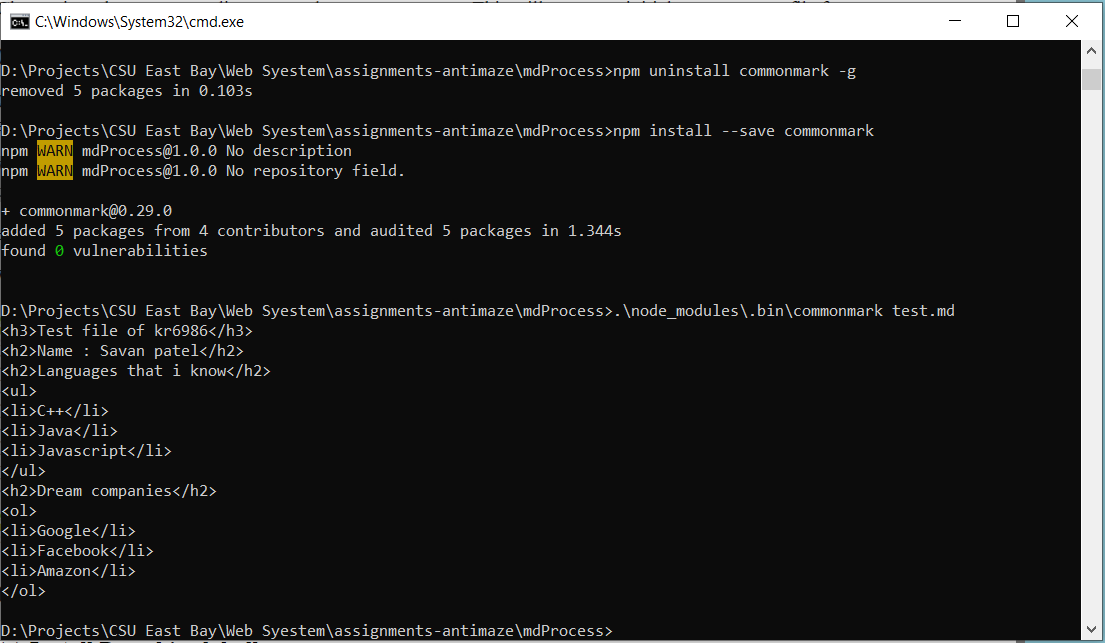 C:\Windows\System32\cmd.exe
D:\Projects\CSU East Bay\Web Syestem\assignments-antimaze\mdProcess>npm uninstall commonmark -g
removed 5 packages in 0.103s
D:\Projects\CSU East Bay\Web Syestem\assignments-antimaze\mdProcess>npm install --save commonmark
npm WARN mdProcess@1.0.0 No description
npm WARN mdProcess@1.0.0 No repository field.
+ commonmark@0.29.0
added 5 packages from 4 contributors and audited 5 packages in 1.344s
found 0 vulnerabilities
D:\Projects\CSU East Bay\Web Syestem\assignments-antimaze\mdProcess>.\node_modules\.bin\commonmark test.md
<h3>Test file of kr6986</h3>
<h2>Name : Savan patel</h2>
<h2>Languages that i know</h2>
<ul>
<li>C++</li>
<li>Java</li>
<li>Javascript</li>
</ul>
<h2>Dream companies</h2>
<ol>
<li>Google</li>
<li>Facebook</li>
<li>Amazon</li>
</ol>
D:\Projects\CSU East Bay\Web Syestem\assignments-antimaze\mdProcess>